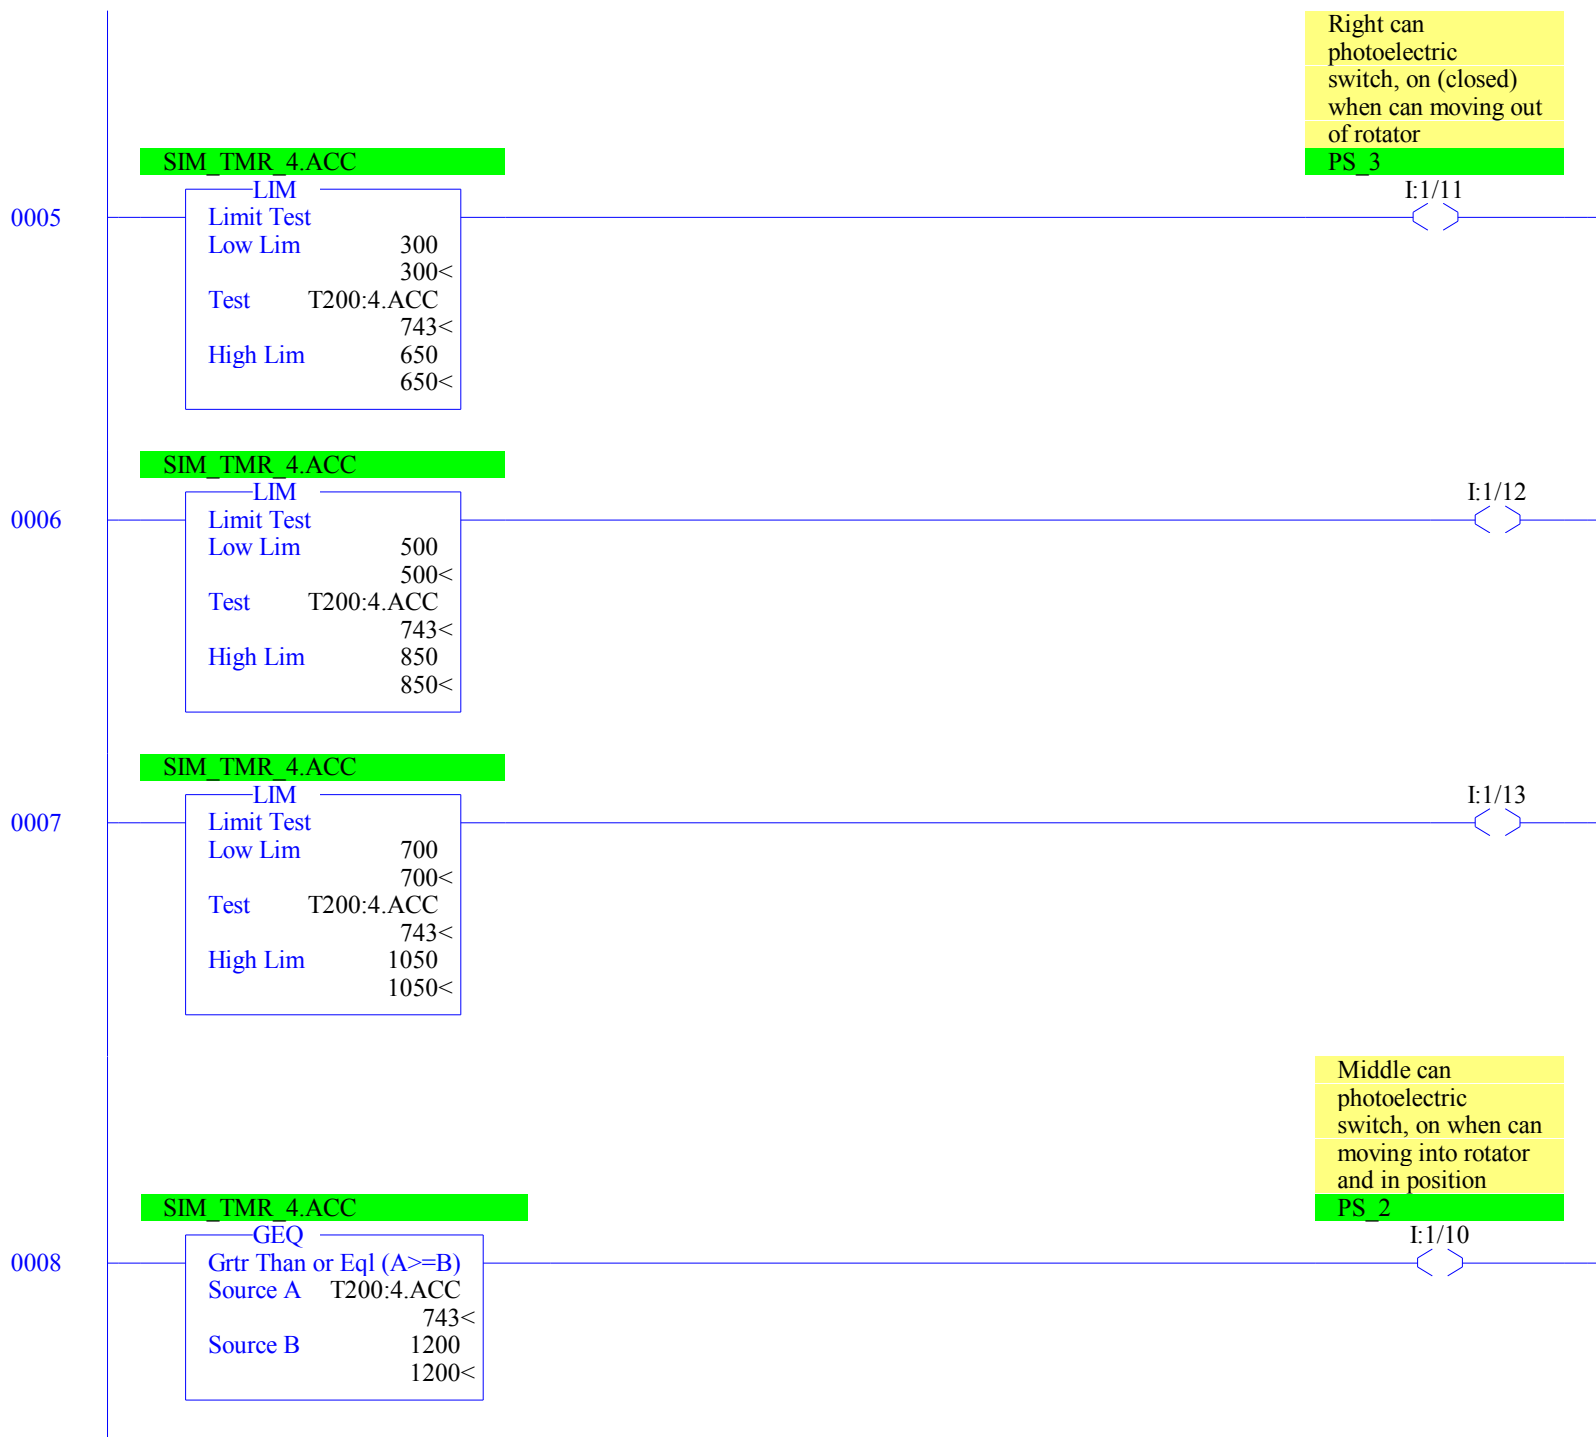 Right can
photoelectric
switch, on (closed)
when can moving out
of rotator
SIM_TMR_4.ACC
PS_3
LIM
I:1/11
0005
Limit Test
Low Lim 300
300<
Test T200:4.ACC
743<
High Lim 650
650<
SIM_TMR_4.ACC
LIM
I:1/12
0006
Limit Test
Low Lim 500
500<
Test T200:4.ACC
743<
High Lim 850
850<
SIM_TMR_4.ACC
LIM
I:1/13
0007
Limit Test
Low Lim 700
700<
Test T200:4.ACC
743<
High Lim 1050
1050<
Middle can
photoelectric
switch, on when can
moving into rotator
and in position
SIM_TMR_4.ACC
PS_2
GEQ
I:1/10
0008
Grtr Than or Eql (A>=B)
Source A T200:4.ACC
743<
Source B 1200
1200<